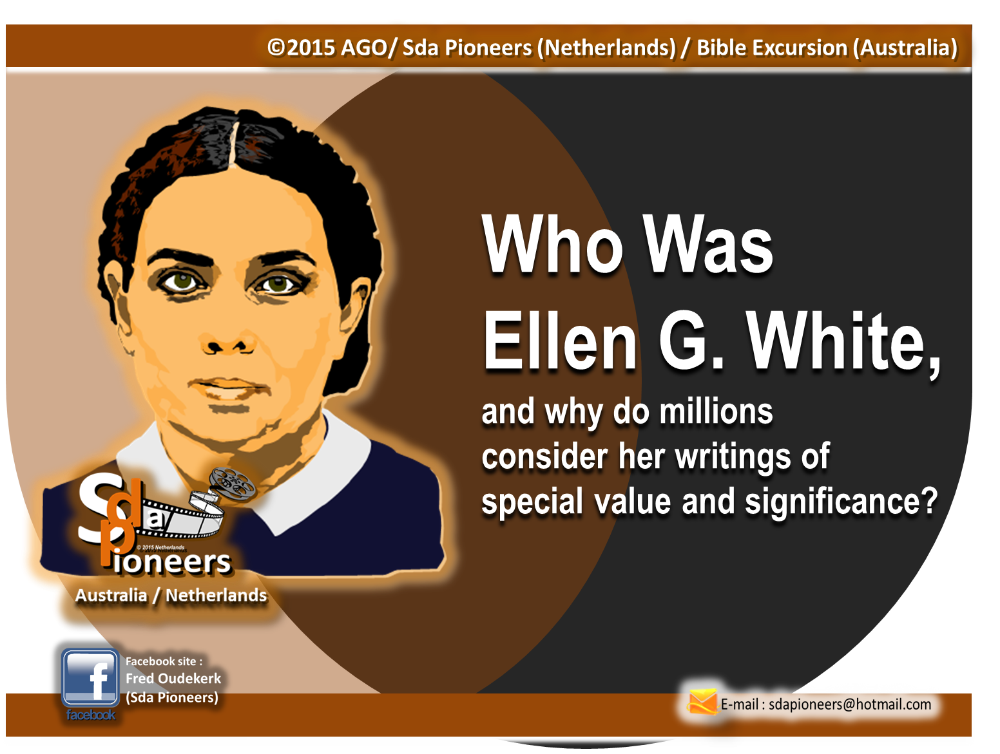 ©2015 AGO/ Sda Pioneers (Netherlands) / Bible Excursion (Australia)
Who Was
Ellen G. White,
and why do millions
consider her writings of
special value and significance?
Sda
© 2015 Netherlands
Pioneers
Australia / Netherlands
Facebook site :
Fred Oudekerk
(Sda Pioneers)
facebook
E-mail : sdapioneers@hotmail.com